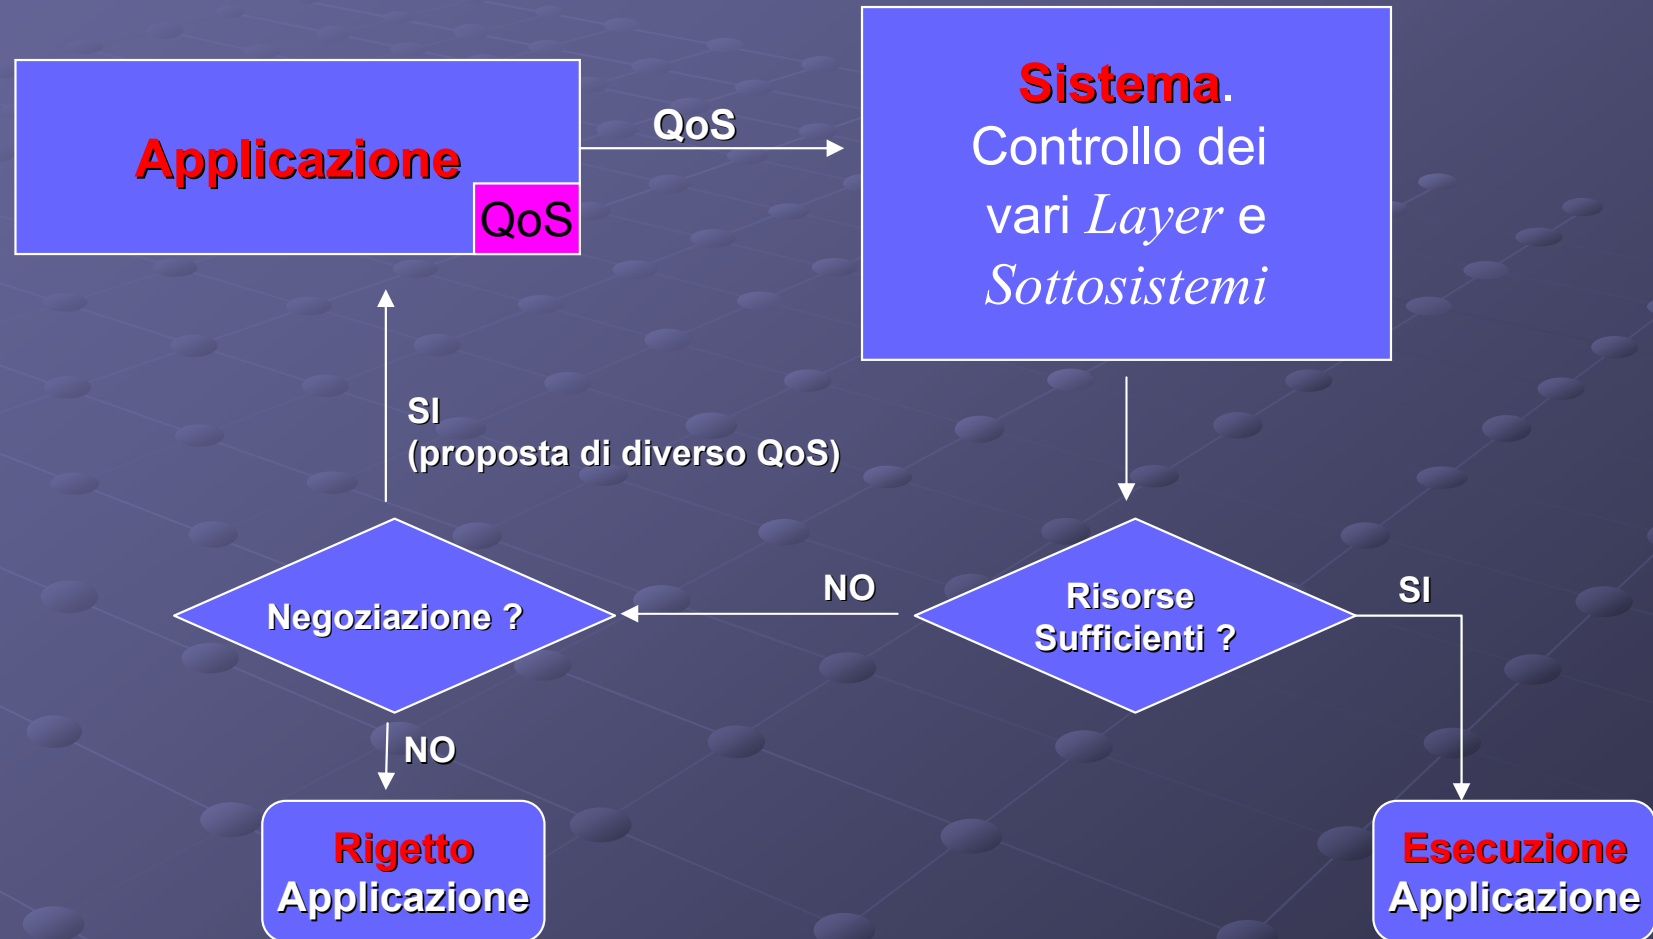 Applicazione
QoS
QoS
Sistema.
Controllo dei
vari Layer e
Sottosistemi
SI
(proposta di diverso QoS)
Negoziazione ?
NO
Risorse
Sufficienti ?
SI
NO
Rigetto
Applicazione
Esecuzione
Applicazione